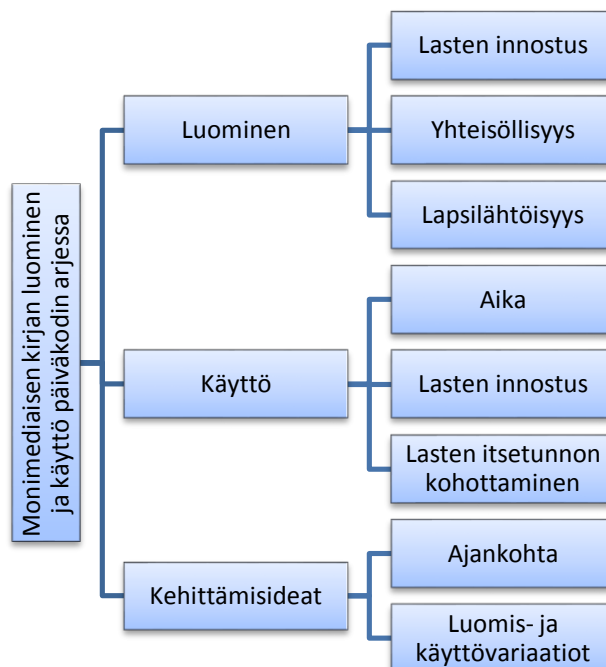 Monimediaisen kirjan luominen
ja käyttö päiväkodin arjessa
Luominen
Lasten innostus
Yhteisöllisyys
Lapsilähtöisyys
Käyttö
Aika
Lasten innostus
Lasten itsetunnon
kohottaminen
Kehittämisideat
Ajankohta
Luomis- ja
käyttövariaatiot